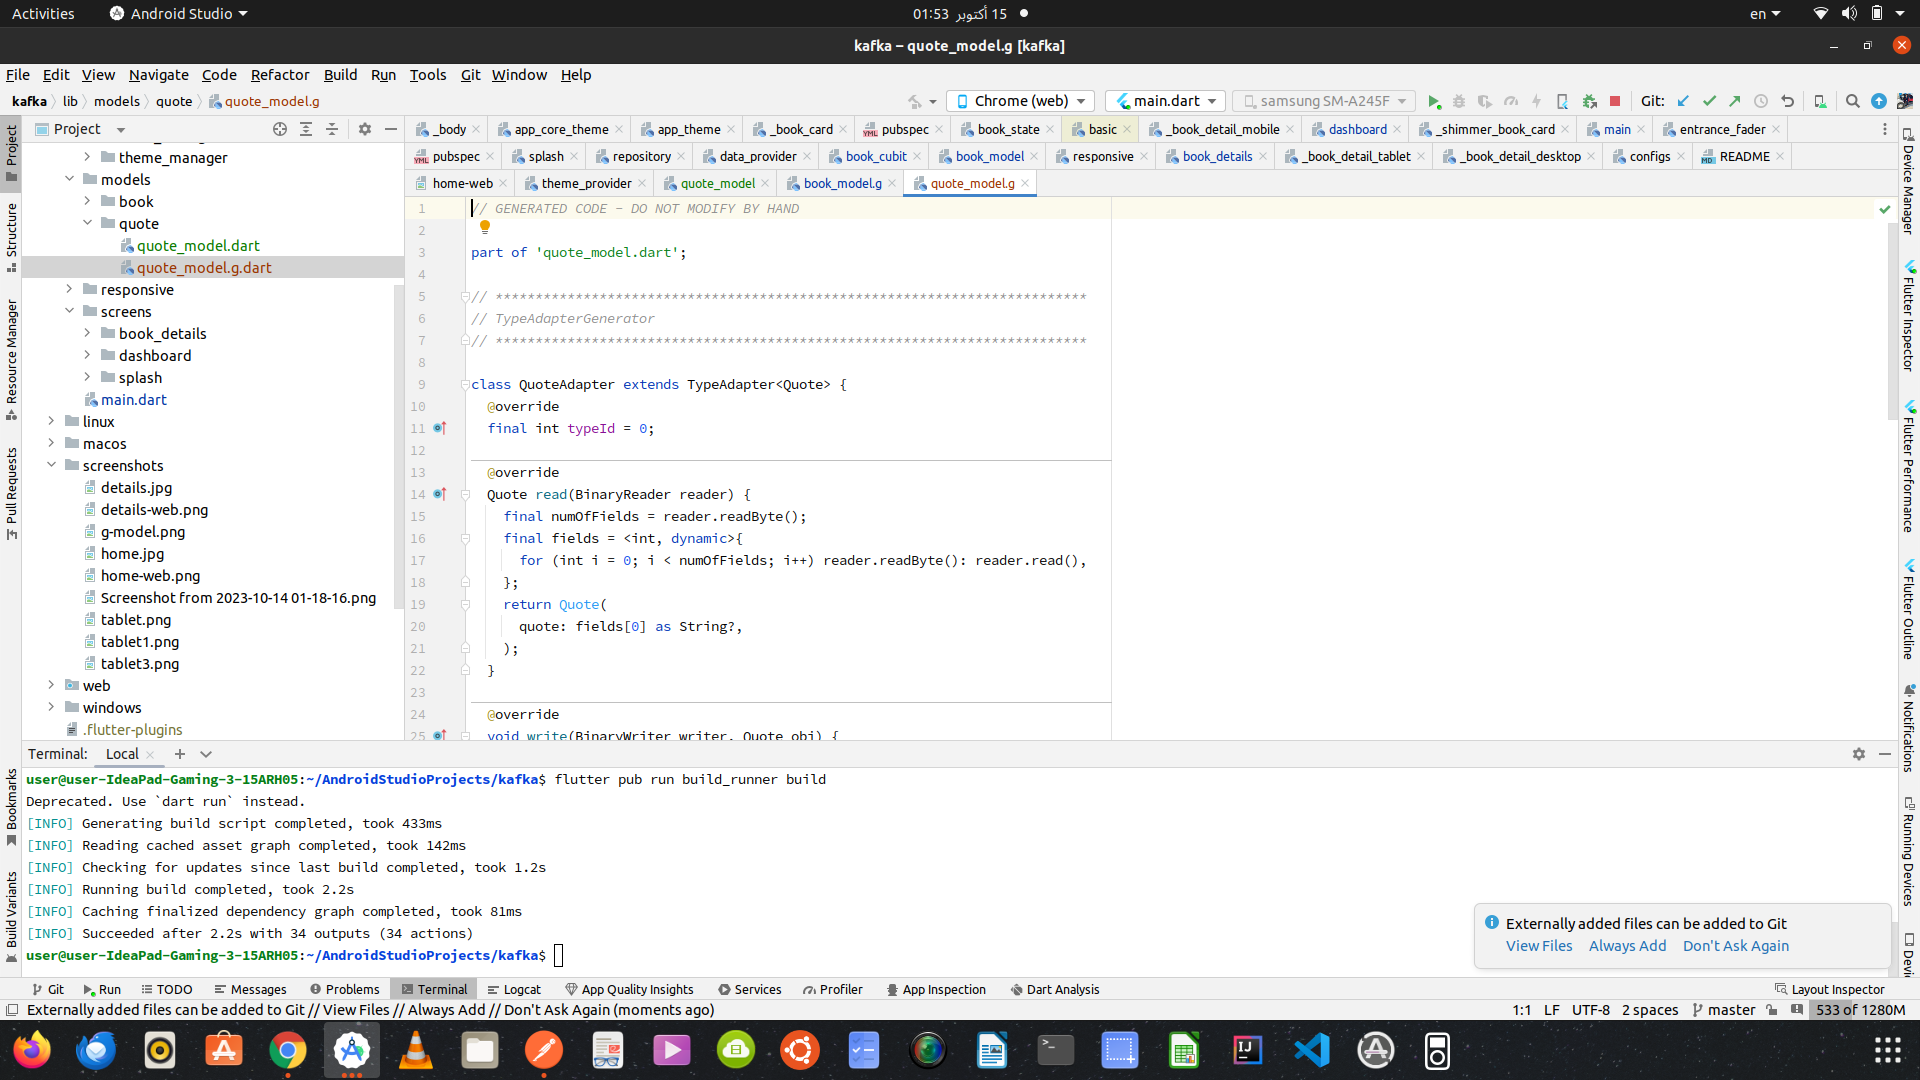 Activities
Android Studio
01:53 15 أكتوبر
en
kafka – quote_model.g [kafka]
File Edit View Navigate Code Refactor Build Run Tools Git Window Help
kafka lib models quote quote_model.g
Chrome (web) main.dart samsung SM-A245F Git:
Project
_body app_core_theme app_theme _book_card pubspec book_state basic _book_detail_mobile dashboard _shimmer_book_card main entrance_fader
pubspec splash repository data_provider book_cubit book_model responsive book_details _book_detail_tablet _book_detail_desktop configs README
home-web theme_provider quote_model book_model.g quote_model.g
theme_manager
models
book
quote
quote_model.dart
quote_model.g.dart
responsive
screens
book_details
dashboard
splash
main.dart
linux
macos
screenshots
details.jpg
details-web.png
g-model.png
home.jpg
home-web.png
Screenshot from 2023-10-14 01-18-16.png
tablet.png
tablet1.png
tablet3.png
web
windows
.flutter-plugins
1 // GENERATED CODE - DO NOT MODIFY BY HAND
2
3 part of 'quote_model.dart';
4
5 // **************************************************************************
6 // TypeAdapterGenerator
7 // **************************************************************************
8
9 class QuoteAdapter extends TypeAdapter<Quote> {
10 @override
11 final int typeId = 0;
12
13 @override
14 Quote read(BinaryReader reader) {
15 final numOfFields = reader.readByte();
16 final fields = <int, dynamic>{
17 for (int i = 0; i < numOfFields; i++) reader.readByte(): reader.read(),
18 };
19 return Quote(
20 quote: fields[0] as String?,
21 );
22 }
23
24 @override
25 void write(BinaryWriter writer, Quote obj) {
Project
Structure
Resource Manager
Pull Requests
Bookmarks
Build Variants
Device Manager
Flutter Inspector
Flutter Performance
Flutter Outline
Notifications
Running Devices
Terminal: Local
user@user-IdeaPad-Gaming-3-15ARH05:~/AndroidStudioProjects/kafka$ flutter pub run build_runner build
Deprecated. Use `dart run` instead.
[INFO] Generating build script completed, took 433ms
[INFO] Reading cached asset graph completed, took 142ms
[INFO] Checking for updates since last build completed, took 1.2s
[INFO] Running build completed, took 2.2s
[INFO] Caching finalized dependency graph completed, took 81ms
[INFO] Succeeded after 2.2s with 34 outputs (34 actions)
user@user-IdeaPad-Gaming-3-15ARH05:~/AndroidStudioProjects/kafka$
Externally added files can be added to Git
View Files Always Add Don't Ask Again
Git Run TODO Messages Problems Terminal Logcat App Quality Insights Services Profiler App Inspection Dart Analysis Layout Inspector
Externally added files can be added to Git // View Files // Always Add // Don't Ask Again (moments ago)
1:1 LF UTF-8 2 spaces master 533 of 1280M